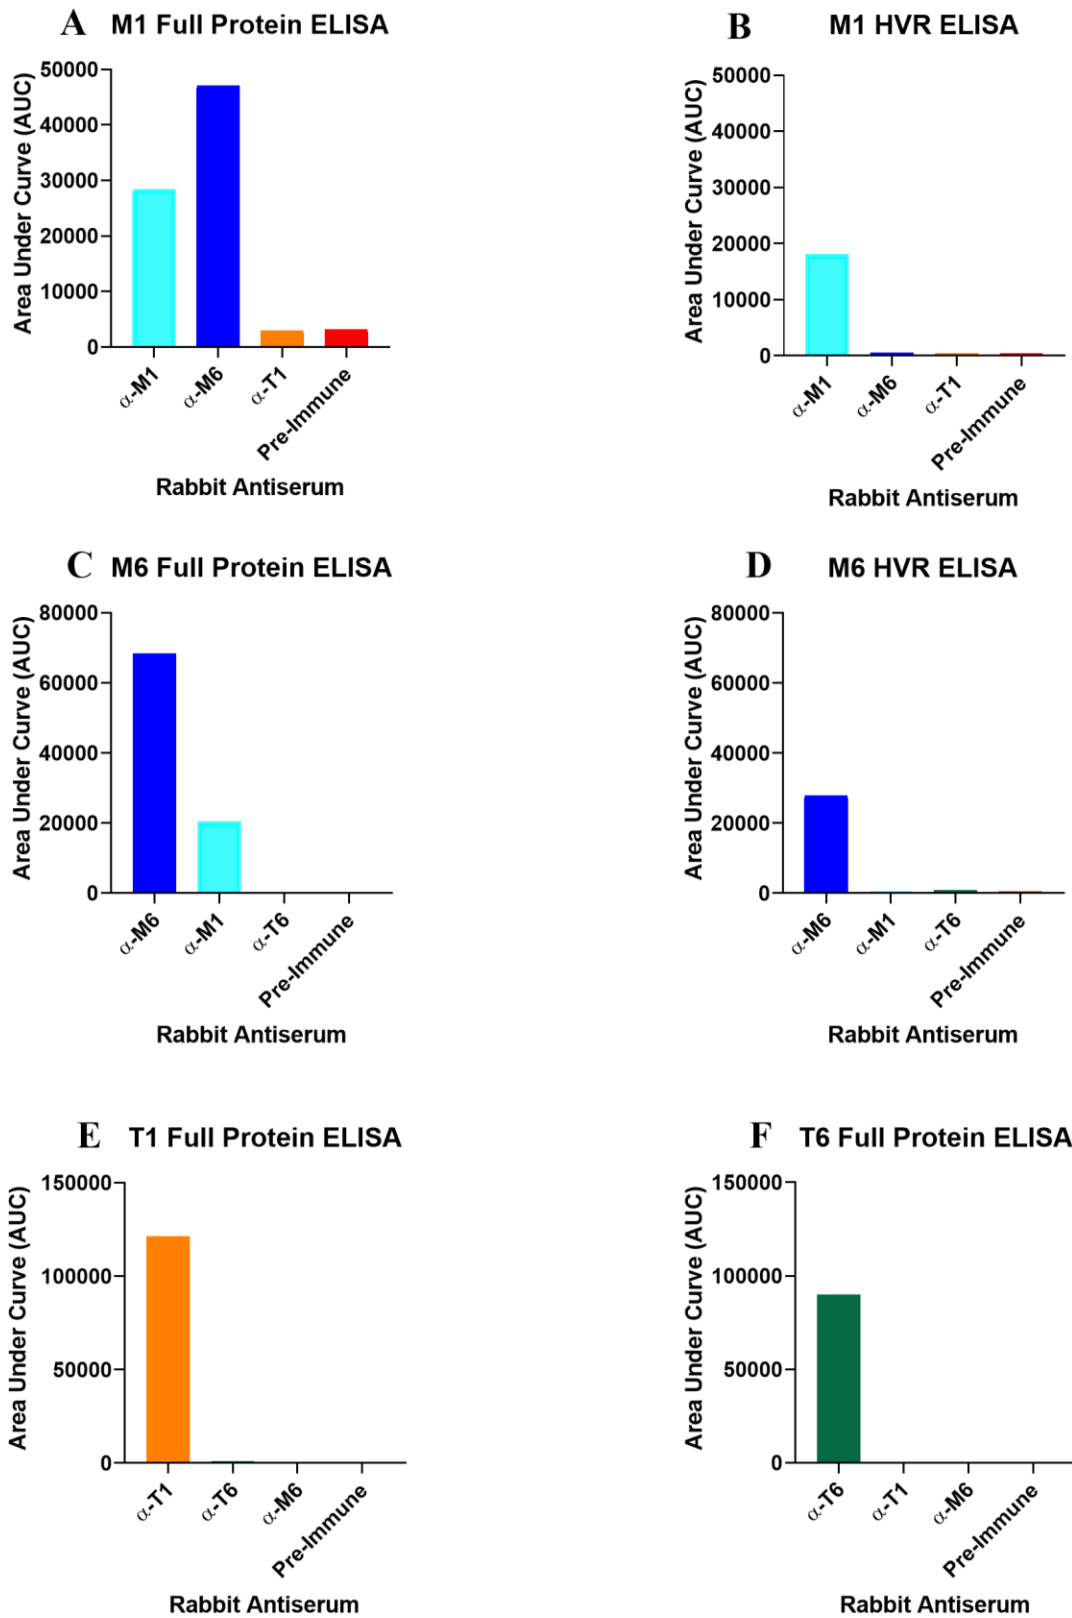 A M1 Full Protein ELISA
Area Under Curve (AUC)
50000
40000
30000
20000
10000
0
α-M1
α-M6
α-T1
Pre-Immune
Rabbit Antiserum
B M1 HVR ELISA
Area Under Curve (AUC)
50000
40000
30000
20000
10000
0
α-M1
α-M6
α-T1
Pre-Immune
Rabbit Antiserum
C M6 Full Protein ELISA
Area Under Curve (AUC)
80000
60000
40000
20000
0
α-M6
α-M1
α-T6
Pre-Immune
Rabbit Antiserum
D M6 HVR ELISA
Area Under Curve (AUC)
80000
60000
40000
20000
0
α-M6
α-M1
α-T6
Pre-Immune
Rabbit Antiserum
E T1 Full Protein ELISA
Area Under Curve (AUC)
150000
100000
50000
0
α-T1
α-T6
α-M6
Pre-Immune
Rabbit Antiserum
F T6 Full Protein ELISA
Area Under Curve (AUC)
150000
100000
50000
0
α-T6
α-T1
α-M6
Pre-Immune
Rabbit Antiserum